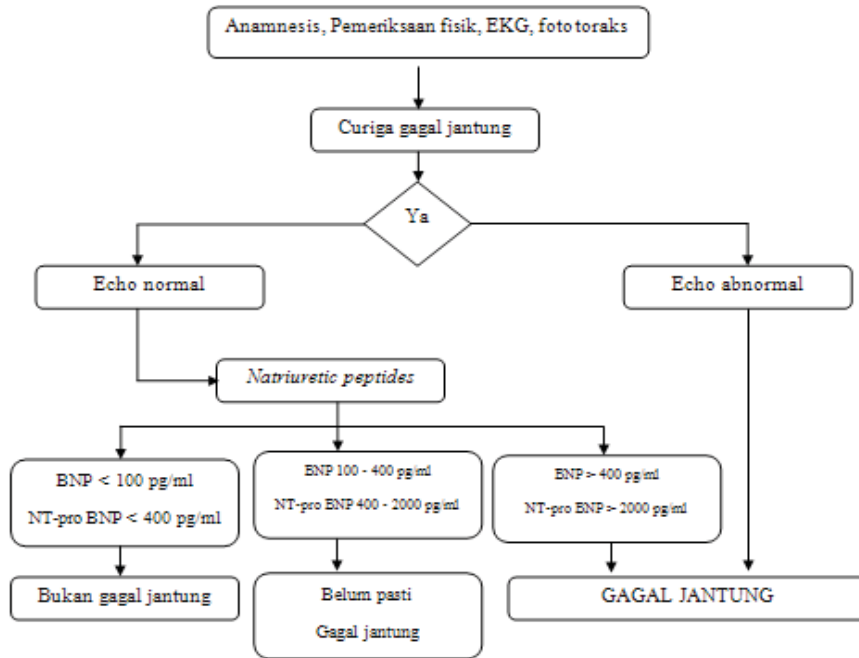 Anamnesis, Pemeriksaan fisik, EKG, foto toraks
Curiga gagal jantung
Ya
Echo normal
Echo abnormal
Natriuretic peptides
BNP < 100 pg/ml
NT-pro BNP < 400 pg/ml
BNP 100 - 400 pg/ml
NT-pro BNP 400 - 2000 pg/ml
BNP > 400 pg/ml
NT-pro BNP > 2000 pg/ml
Bukan gagal jantung
Belum pasti
Gagal jantung
GAGAL JANTUNG